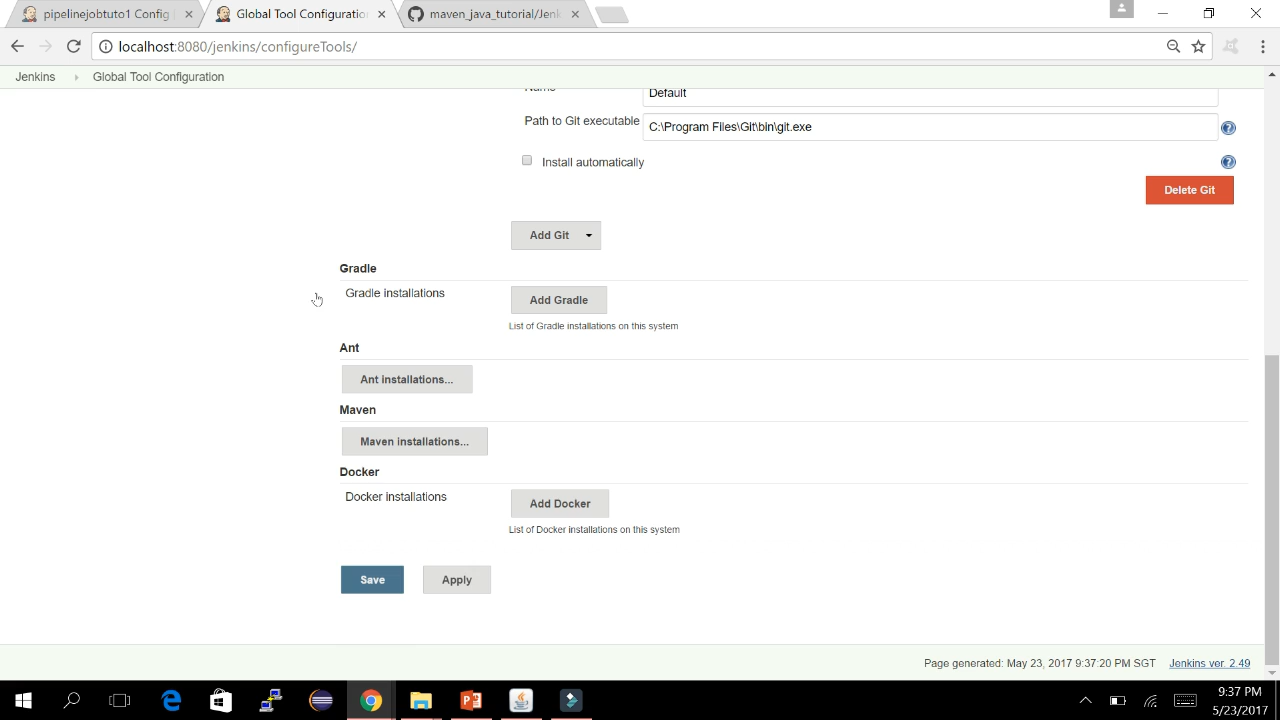 pipelinejobtuto1 Config
Global Tool Configuratio
maven_java_tutorial/Jenk
localhost:8080/jenkins/configureTools/
Jenkins
Global Tool Configuration
Name
Default
Path to Git executable
C:\Program Files\Git\bin\git.exe
Install automatically
Delete Git
Add Git
Gradle
Gradle installations
Add Gradle
List of Gradle installations on this system
Ant
Ant installations...
Maven
Maven installations...
Docker
Docker installations
Add Docker
List of Docker installations on this system
Save
Apply
Page generated: May 23, 2017 9:37:20 PM SGT
Jenkins ver. 2.49
9:37 PM
5/23/2017